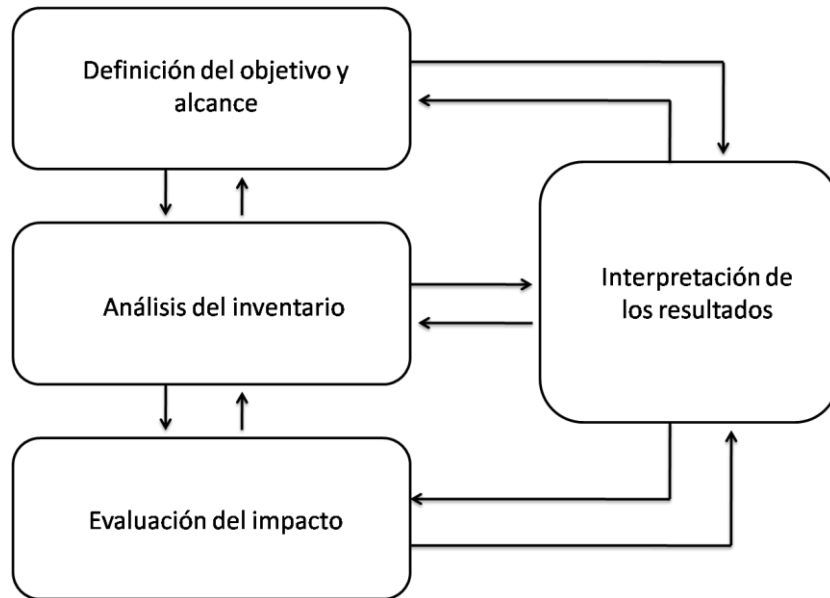 Definición del objetivo y
alcance
Análisis del inventario
Interpretación de
los resultados
Evaluación del impacto